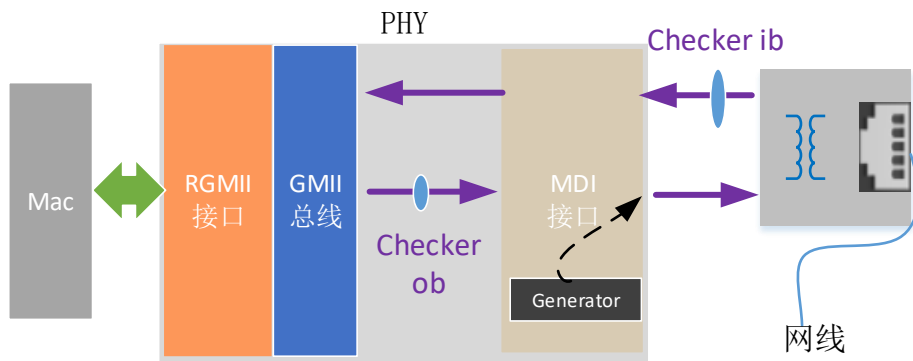 PHY
Checker ib
Mac
RGMII
接口
GMII
总线
MDI
接口
Checker
ob
Generator
网线